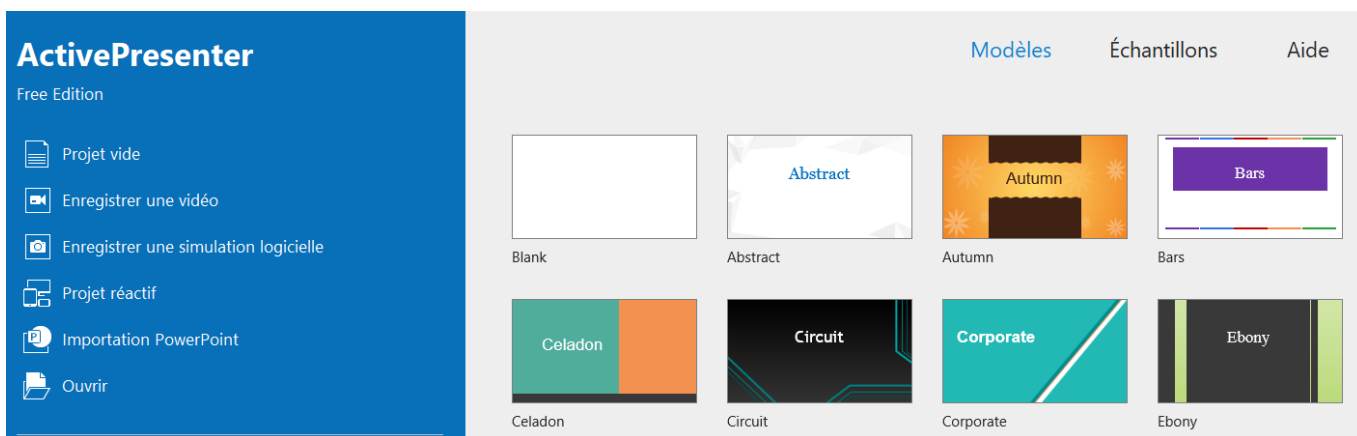 ActivePresenter
Free Edition
Projet vide
Enregistrer une vidéo
Enregistrer une simulation logicielle
Projet réactif
Importation PowerPoint
Ouvrir
Modèles Échantillons Aide
Abstract Autumn Bars
Blank Abstract Autumn Bars
Celadon Circuit Corporate Ebony
Celadon Circuit Corporate Ebony